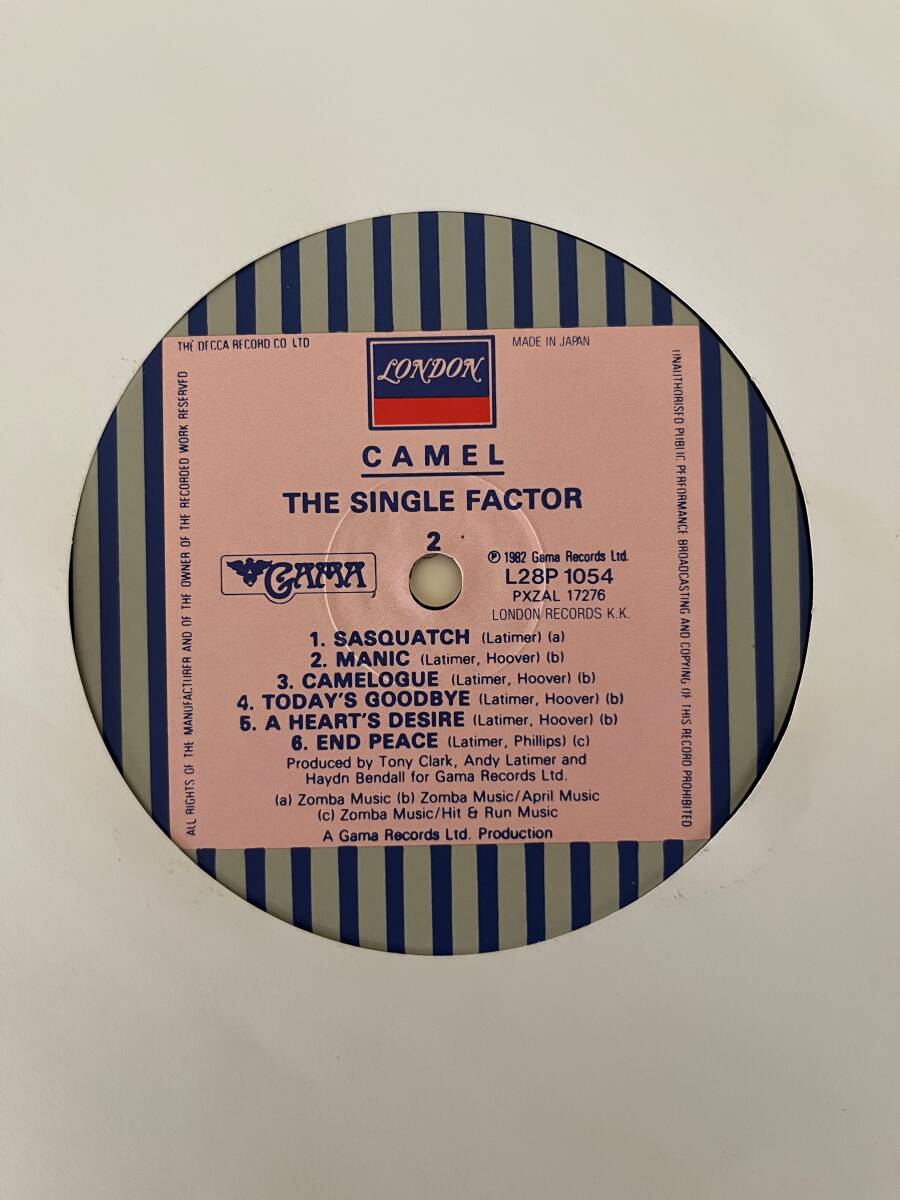 THE DECCA RECORD CO LTD
LONDON
MADE IN JAPAN
ALL RIGHTS OF THE MANUFACTURER AND OF THE OWNER OF THE RECORDED WORK RESERVED
UNAUTHORISED PUBLIC PERFORMANCE BROADCASTING AND COPYING OF THIS RECORD PROHIBITED
CAMEL
THE SINGLE FACTOR
2
GAMA
℗ 1982 Gama Records Ltd.
L28P 1054
PXZAL 17276
LONDON RECORDS K.K.
1. SASQUATCH (Latimer) (a)
2. MANIC (Latimer, Hoover) (b)
3. CAMELOGUE (Latimer, Hoover) (b)
4. TODAY'S GOODBYE (Latimer, Hoover) (b)
5. A HEART'S DESIRE (Latimer, Hoover) (b)
6. END PEACE (Latimer, Phillips) (c)
Produced by Tony Clark, Andy Latimer and
Haydn Bendall for Gama Records Ltd.
(a) Zomba Music (b) Zomba Music/April Music
(c) Zomba Music/Hit & Run Music
A Gama Records Ltd. Production